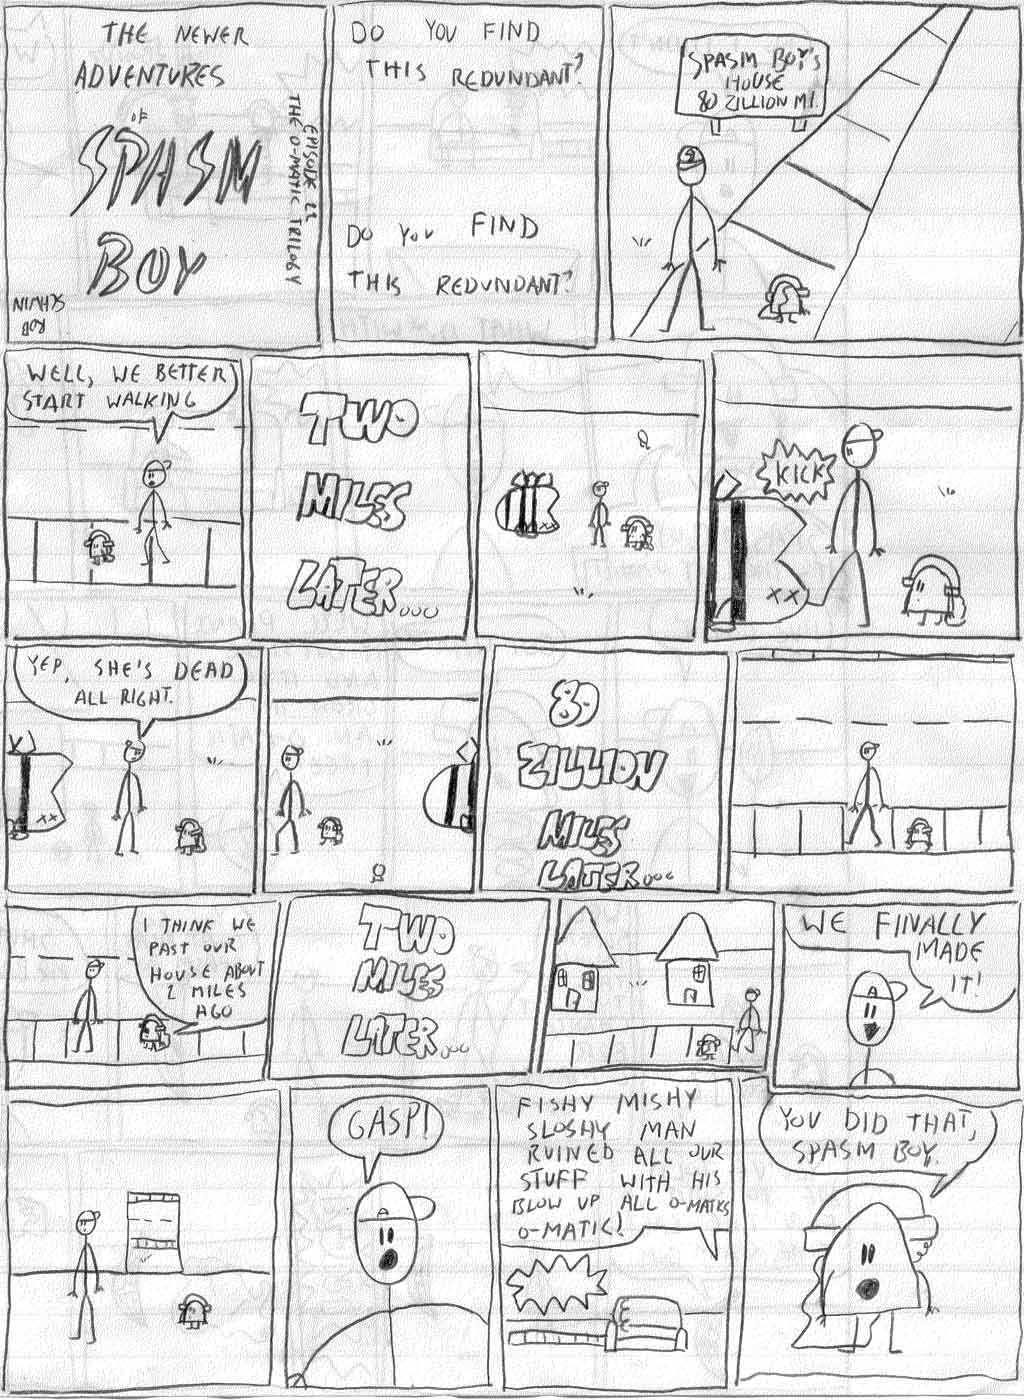 THE NEWER
ADVENTURES
OF
SPASM
BOY
EPISODE 22
THE O-MATIC TRILOGY
ROB
SCHWIN
DO YOU FIND
THIS REDUNDANT?
DO YOU FIND
THIS REDUNDANT?
SPASM BOY'S
HOUSE
80 ZILLION MI.
WELL, WE BETTER
START WALKING
TWO
MILES
LATER...
KICK
YEP, SHE'S DEAD
ALL RIGHT.
80
ZILLION
MILES
LATER...
I THINK WE
PAST OUR
HOUSE ABOUT
2 MILES
AGO
TWO
MILES
LATER...
WE FINALLY
MADE
IT!
GASP!
FISHY MISHY
SLOSHY MAN
RUINED ALL OUR
STUFF WITH HIS
BLOW UP ALL O-MATICS
O-MATIC!
YOU DID THAT,
SPASM BOY.